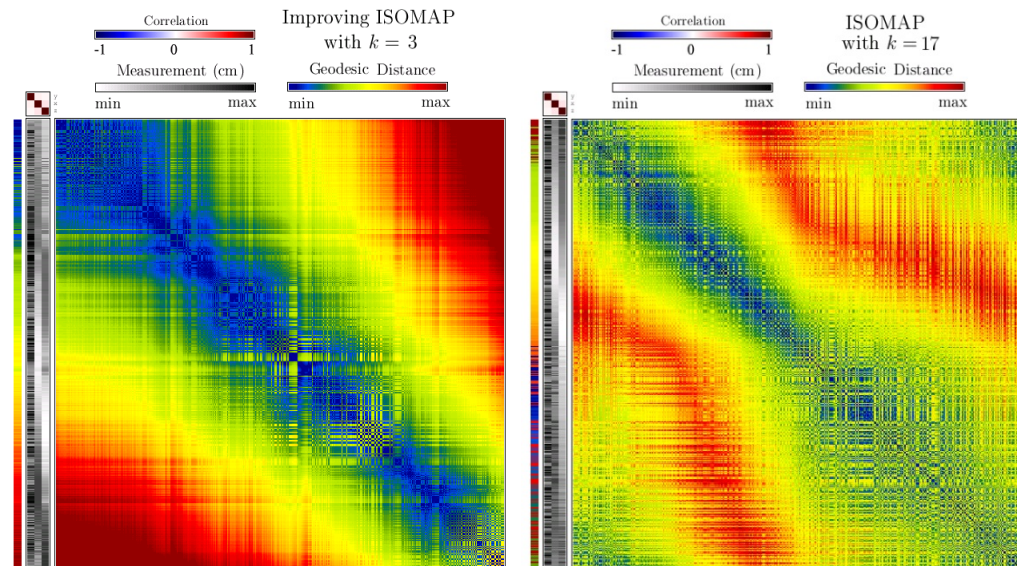 Correlation
-1 0 1
Measurement (cm)
min max
Improving ISOMAP
with k = 3
Geodesic Distance
min max
Correlation
-1 0 1
Measurement (cm)
min max
ISOMAP
with k = 17
Geodesic Distance
min max